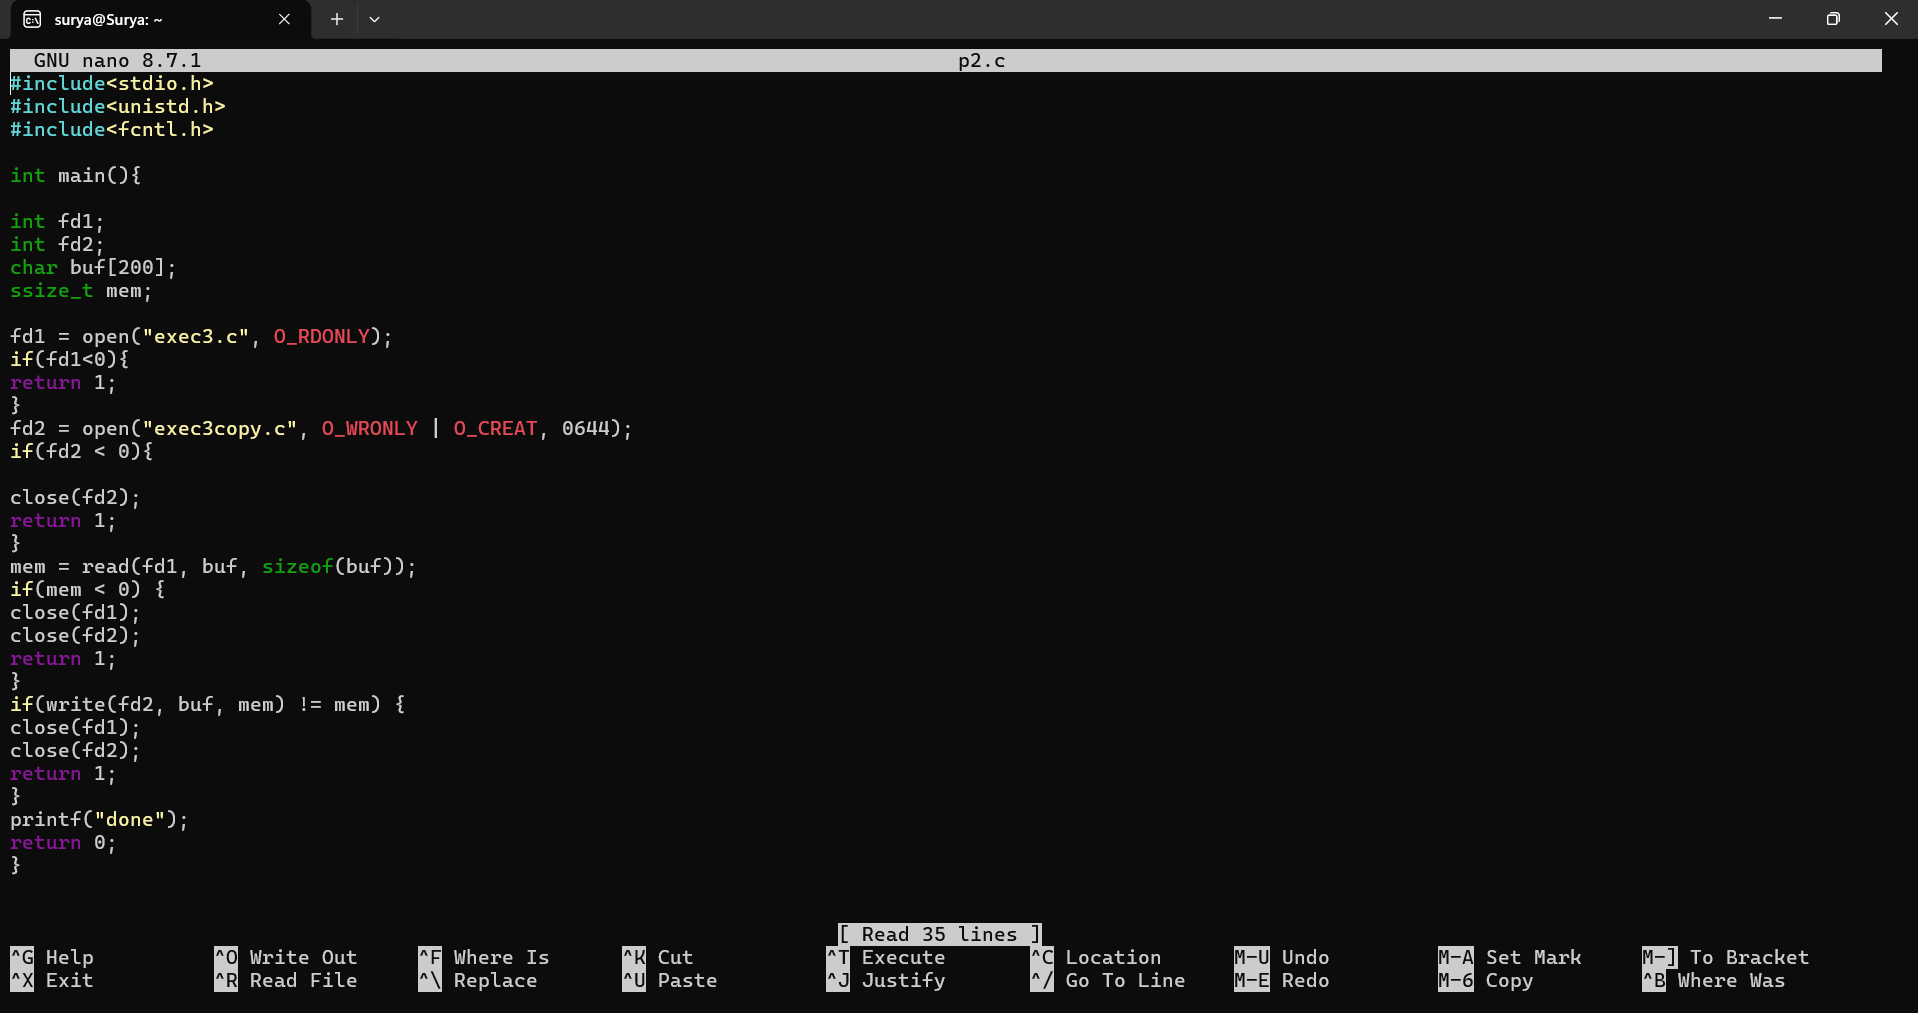 surya@Surya: ~
GNU nano 8.7.1 p2.c
#include<stdio.h>
#include<unistd.h>
#include<fcntl.h>
int main(){
int fd1;
int fd2;
char buf[200];
ssize_t mem;
fd1 = open("exec3.c", O_RDONLY);
if(fd1<0){
return 1;
}
fd2 = open("exec3copy.c", O_WRONLY | O_CREAT, 0644);
if(fd2 < 0){
close(fd2);
return 1;
}
mem = read(fd1, buf, sizeof(buf));
if(mem < 0) {
close(fd1);
close(fd2);
return 1;
}
if(write(fd2, buf, mem) != mem) {
close(fd1);
close(fd2);
return 1;
}
printf("done");
return 0;
}
[ Read 35 lines ]
^G Help ^O Write Out ^F Where Is ^K Cut ^T Execute ^C Location M-U Undo M-A Set Mark M-] To Bracket
^X Exit ^R Read File ^\ Replace ^U Paste ^J Justify ^/ Go To Line M-E Redo M-6 Copy ^B Where Was